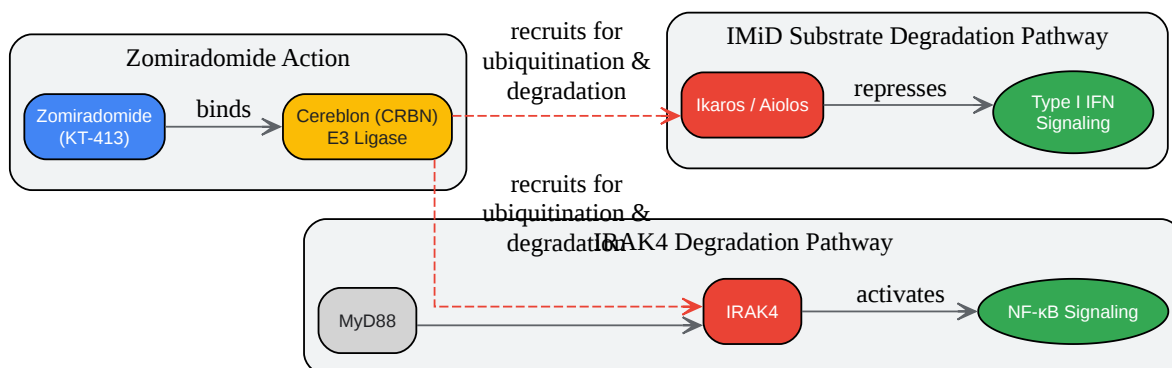 Zomiradomide Action
Zomiradomide
(KT-413)
binds
Cereblon (CRBN)
E3 Ligase
recruits for
ubiquitination &
degradation
IMiD Substrate Degradation Pathway
Ikaros / Aiolos
represses
Type I IFN
Signaling
recruits for
ubiquitination &
degradation
IRAK4 Degradation Pathway
MyD88
IRAK4
activates
NF-κB Signaling